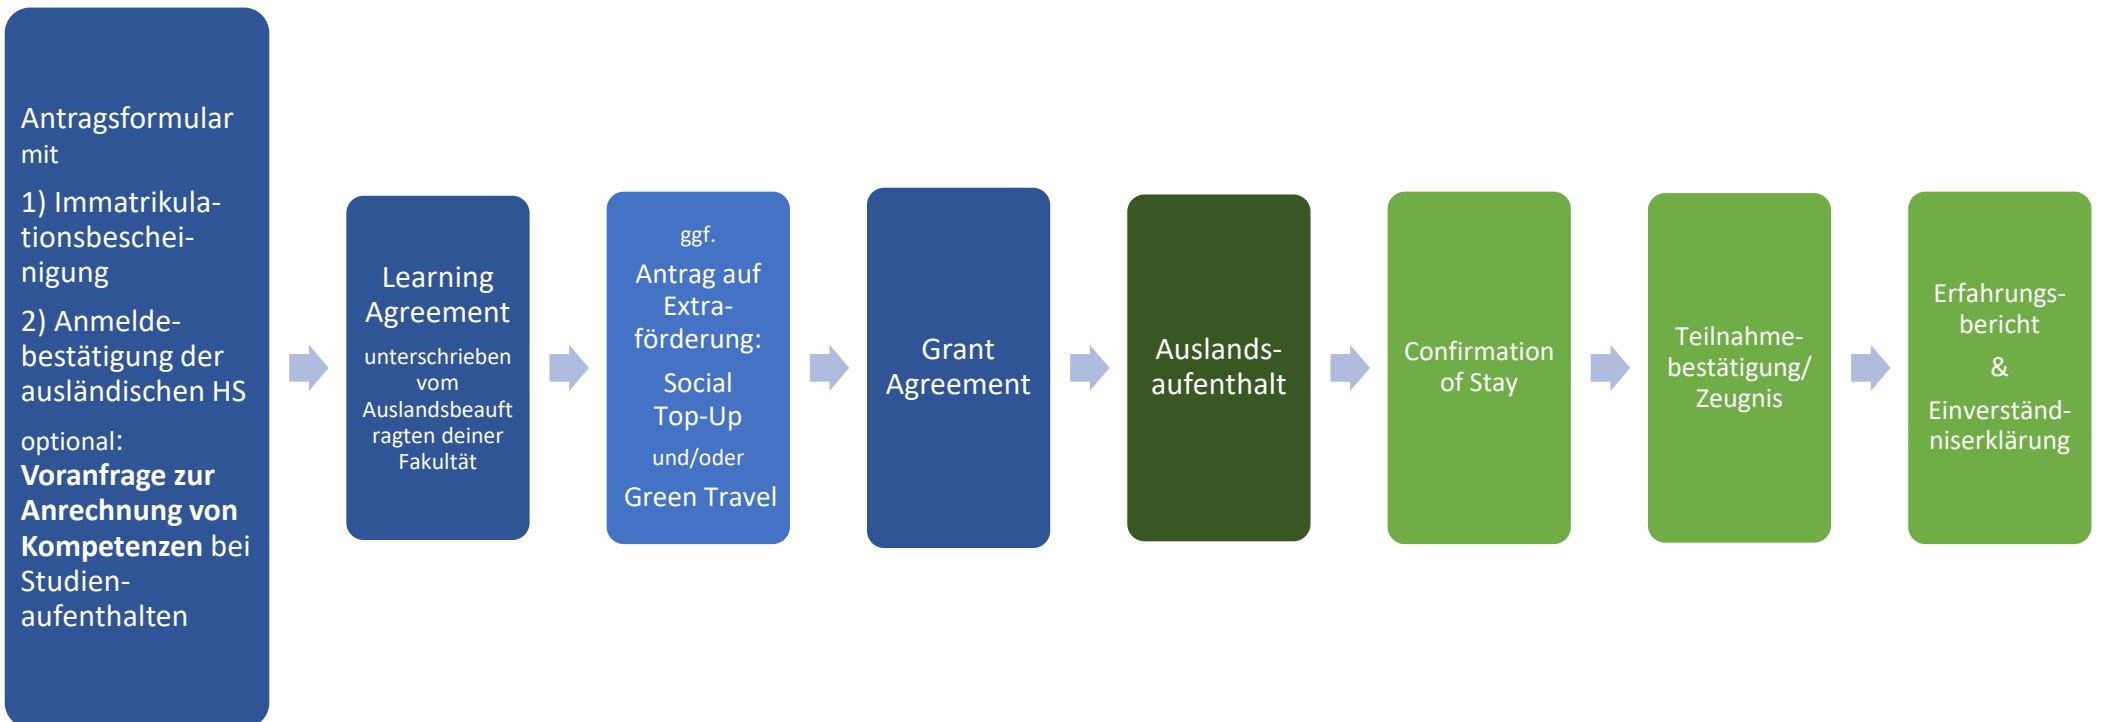 Antragsformular
mit
1) Immatrikula-
tionsbeschei-
nigung
2) Anmelde-
bestätigung der
ausländischen HS
optional:
Voranfrage zur
Anrechnung von
Kompetenzen bei
Studien-
aufenthalten
Learning
Agreement
unterschrieben
vom
Auslandsbeauft
ragten deiner
Fakultät
ggf.
Antrag auf
Extra-
förderung:
Social
Top-Up
und/oder
Green Travel
Grant
Agreement
Auslands-
aufenthalt
Confirmation
of Stay
Teilnahme-
bestätigung/
Zeugnis
Erfahrungs-
bericht
&
Einverständ-
niserklärung